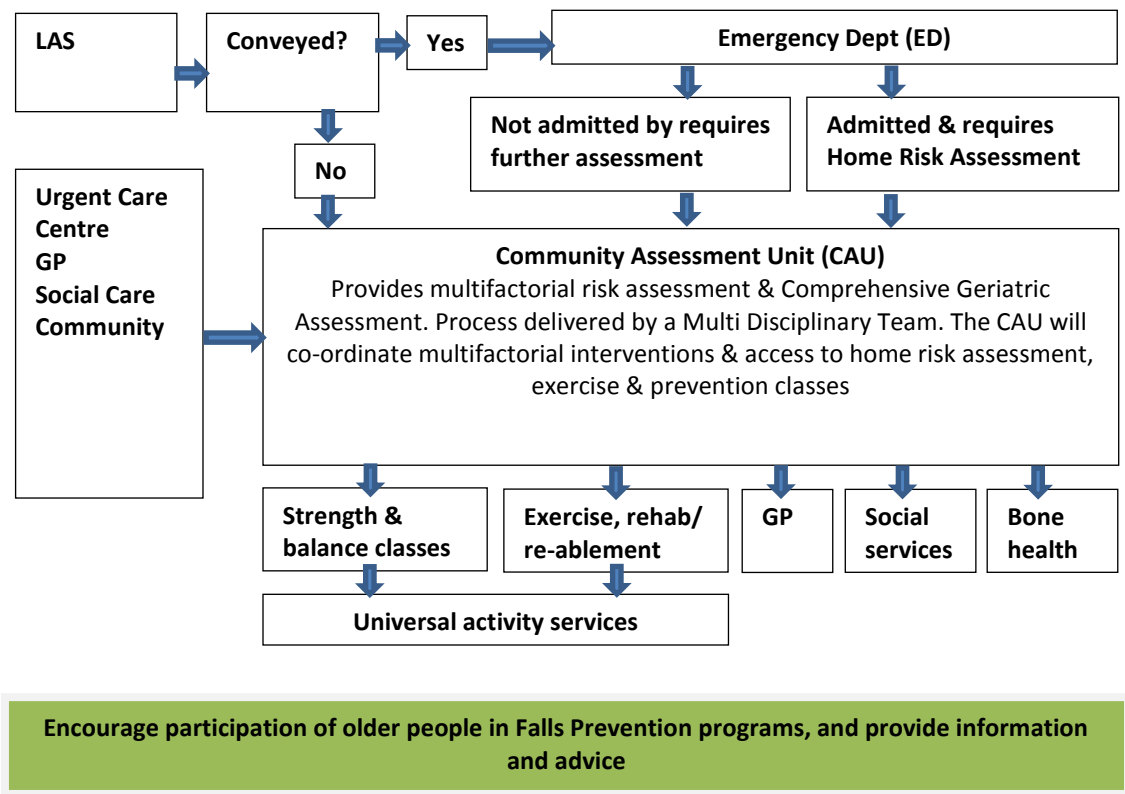 LAS
Conveyed?
Yes
Emergency Dept (ED)
Not admitted by requires
further assessment
Admitted & requires
Home Risk Assessment
No
Urgent Care
Centre
GP
Social Care
Community
Community Assessment Unit (CAU)
Provides multifactorial risk assessment & Comprehensive Geriatric
Assessment. Process delivered by a Multi Disciplinary Team. The CAU will
co-ordinate multifactorial interventions & access to home risk assessment,
exercise & prevention classes
Strength &
balance classes
Exercise, rehab/
re-ablement
GP
Social
services
Bone
health
Universal activity services
Encourage participation of older people in Falls Prevention programs, and provide information
and advice